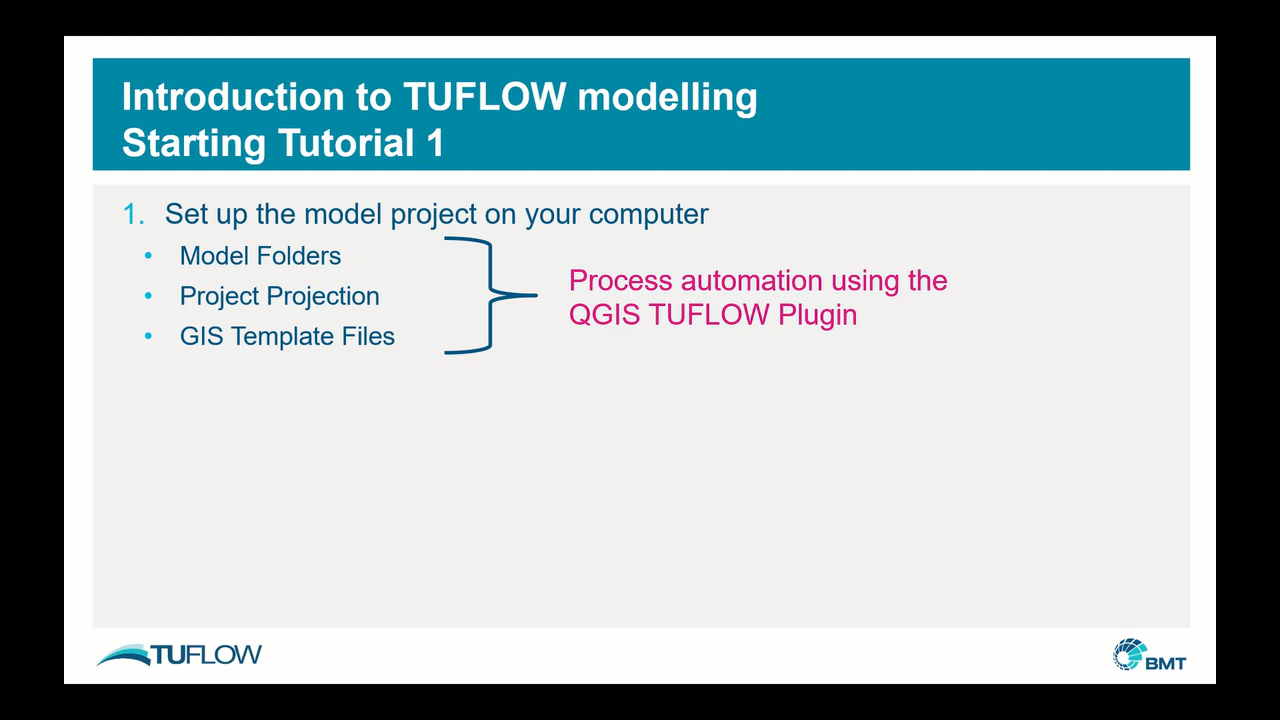 Introduction to TUFLOW modelling
Starting Tutorial 1
1. Set up the model project on your computer
• Model Folders
• Project Projection
• GIS Template Files
Process automation using the
QGIS TUFLOW Plugin
TUFLOW
BMT